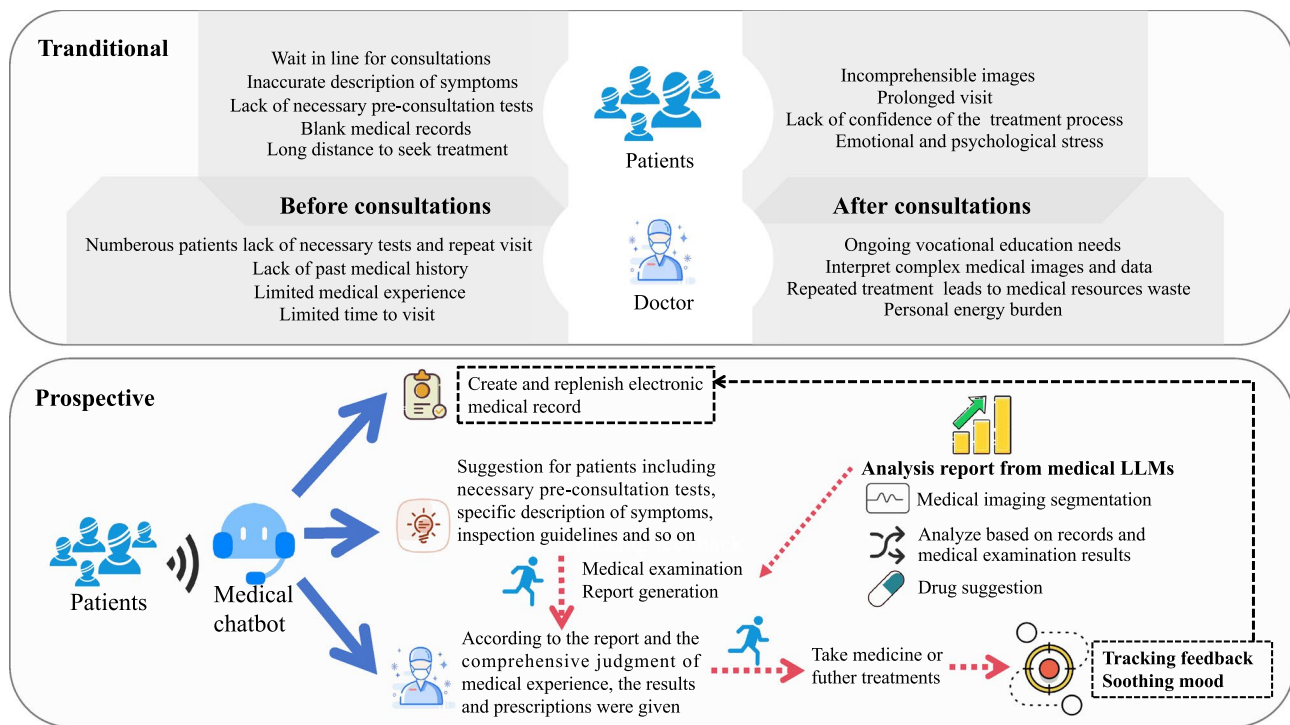 Tranditional
Wait in line for consultations
Inaccurate description of symptoms
Lack of necessary pre-consultation tests
Blank medical records
Long distance to seek treatment
Patients
Incomprehensible images
Prolonged visit
Lack of confidence of the treatment process
Emotional and psychological stress
Before consultations
After consultations
Numberous patients lack of necessary tests and repeat visit
Lack of past medical history
Limited medical experience
Limited time to visit
Doctor
Ongoing vocational education needs
Interpret complex medical images and data
Repeated treatment leads to medical resources waste
Personal energy burden
Prospective
Create and replenish electronic
medical record
Suggestion for patients including
necessary pre-consultation tests,
specific description of symptoms,
inspection guidelines and so on
Analysis report from medical LLMs
Medical imaging segmentation
Analyze based on records and
medical examination results
Drug suggestion
Patients
Medical
chatbot
Medical examination
Report generation
According to the report and the
comprehensive judgment of
medical experience, the results
and prescriptions were given
Take medicine or
futher treatments
Tracking feedback
Soothing mood